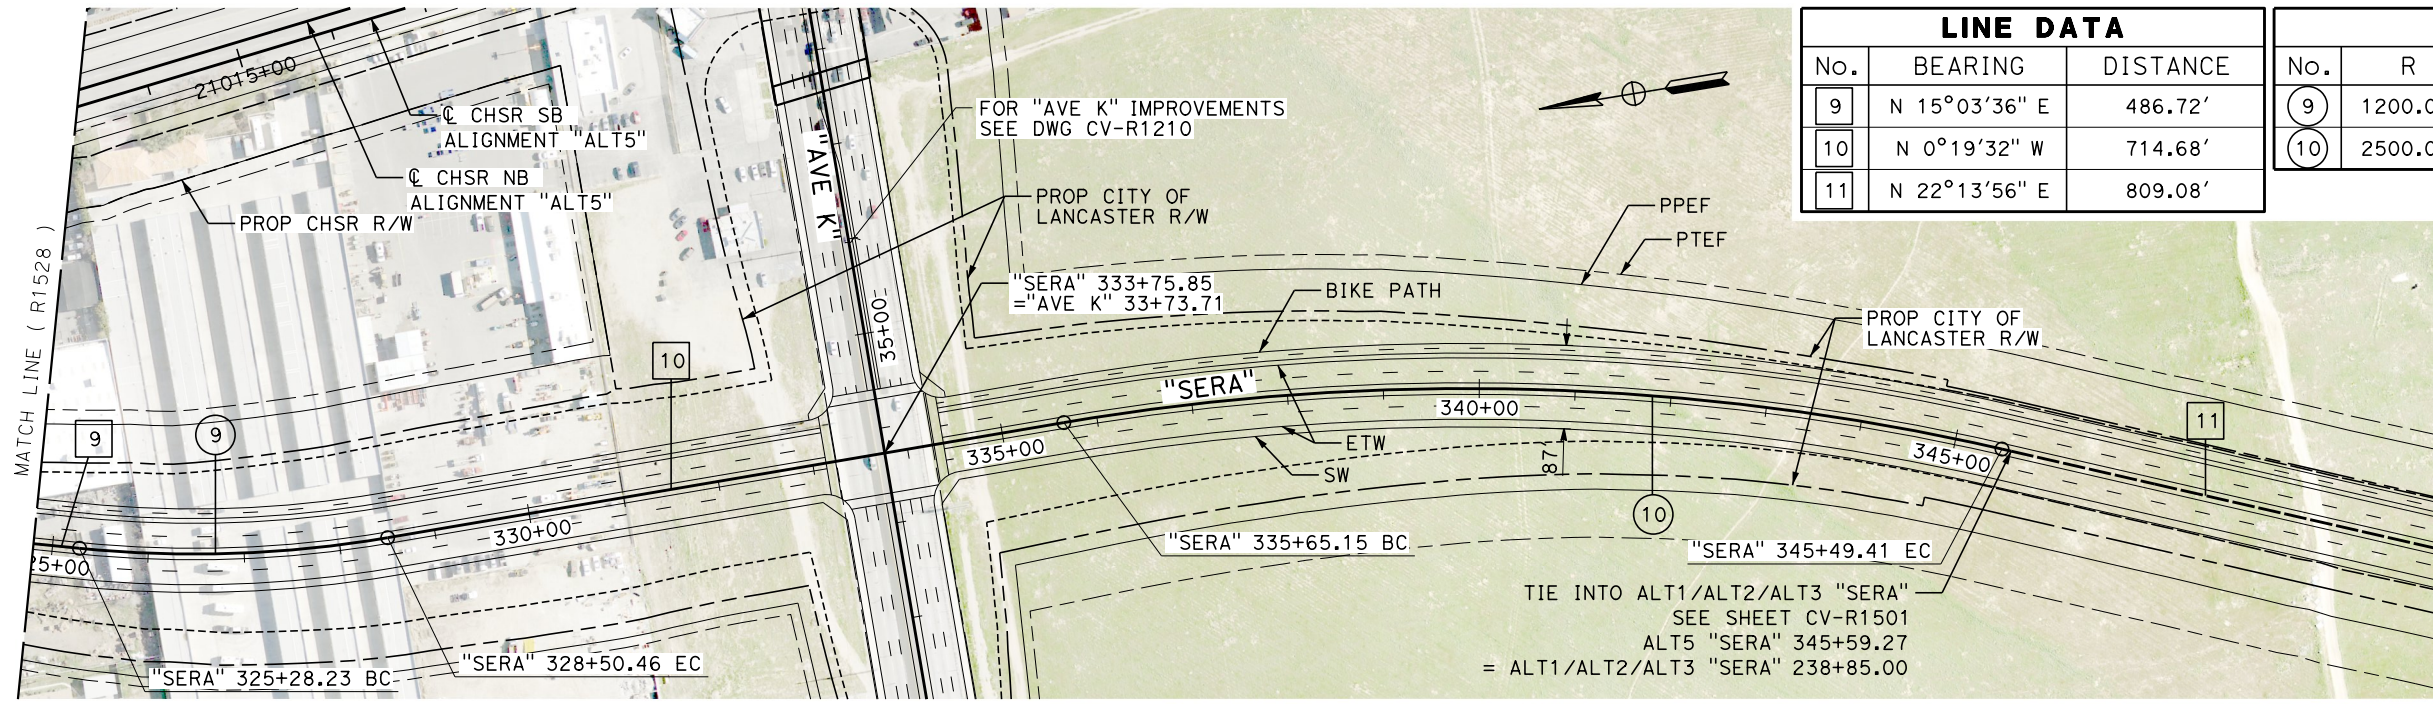 LINE DATA
No. BEARING DISTANCE
9 N 15°03'36" E 486.72'
10 N 0°19'32" W 714.68'
11 N 22°13'56" E 809.08'
No. R
9 1200.0
10 2500.0
21015+00
℄ CHSR SB
ALIGNMENT "ALT5"
℄ CHSR NB
ALIGNMENT "ALT5"
PROP CHSR R/W
MATCH LINE ( R1528 )
"AVE K"
FOR "AVE K" IMPROVEMENTS
SEE DWG CV-R1210
PROP CITY OF
LANCASTER R/W
"SERA" 333+75.85
="AVE K" 33+73.71
35+00
PPEF
PTEF
BIKE PATH
PROP CITY OF
LANCASTER R/W
10
9
9
"SERA"
340+00
335+00
330+00
25+00
345+00
11
ETW
SW
87'
10
"SERA" 335+65.15 BC
"SERA" 345+49.41 EC
TIE INTO ALT1/ALT2/ALT3 "SERA"
SEE SHEET CV-R1501
ALT5 "SERA" 345+59.27
= ALT1/ALT2/ALT3 "SERA" 238+85.00
"SERA" 328+50.46 EC
"SERA" 325+28.23 BC